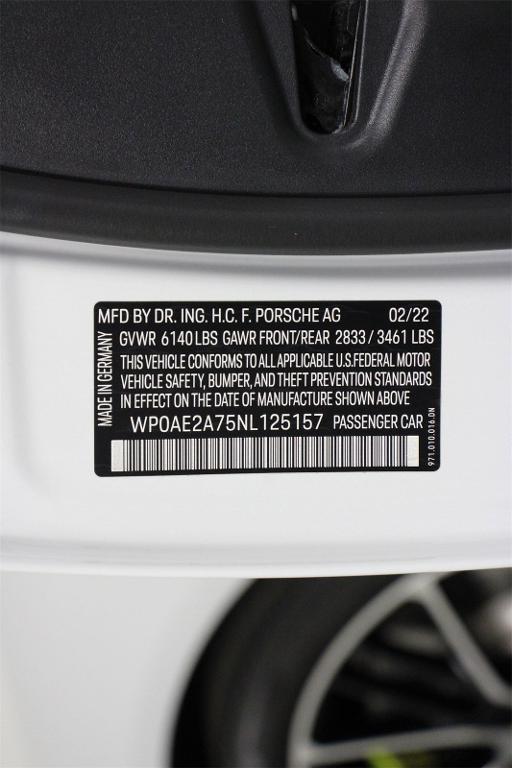 MADE IN GERMANY
MFD BY DR. ING. H.C. F. PORSCHE AG 02/22
GVWR 6140 LBS GAWR FRONT/REAR 2833 / 3461 LBS
THIS VEHICLE CONFORMS TO ALL APPLICABLE U.S.FEDERAL MOTOR
VEHICLE SAFETY, BUMPER, AND THEFT PREVENTION STANDARDS
IN EFFECT ON THE DATE OF MANUFACTURE SHOWN ABOVE
WP0AE2A75NL125157 PASSENGER CAR
971.010.016.0N